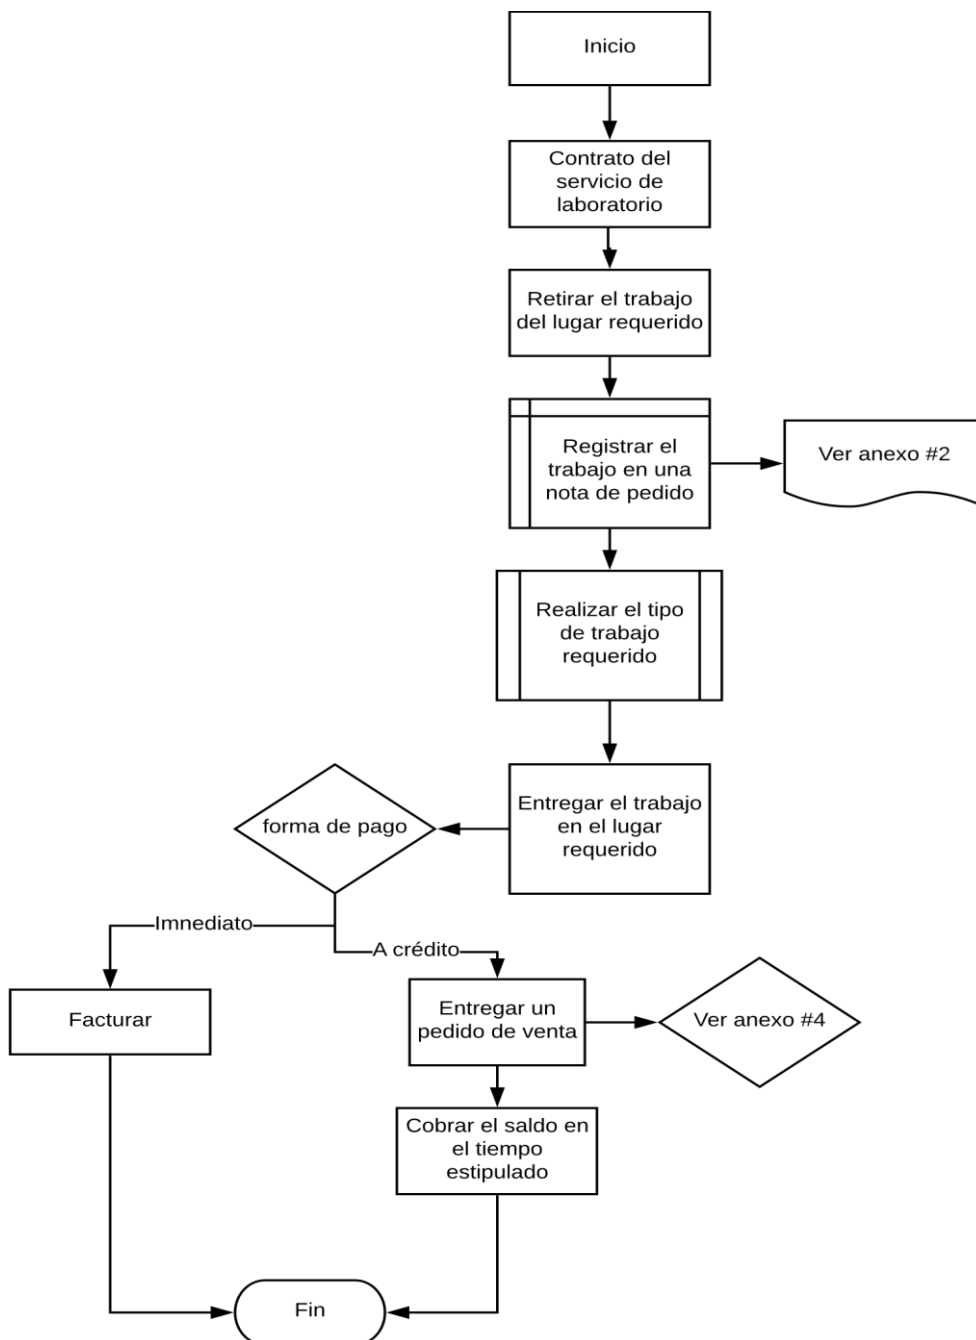 Inicio
Contrato del
servicio de
laboratorio
Retirar el trabajo
del lugar requerido
Registrar el
trabajo en una
nota de pedido
Ver anexo #2
Realizar el tipo
de trabajo
requerido
Entregar el trabajo
en el lugar
requerido
forma de pago
Imnediato
A crédito
Facturar
Entregar un
pedido de venta
Ver anexo #4
Cobrar el saldo en
el tiempo
estipulado
Fin